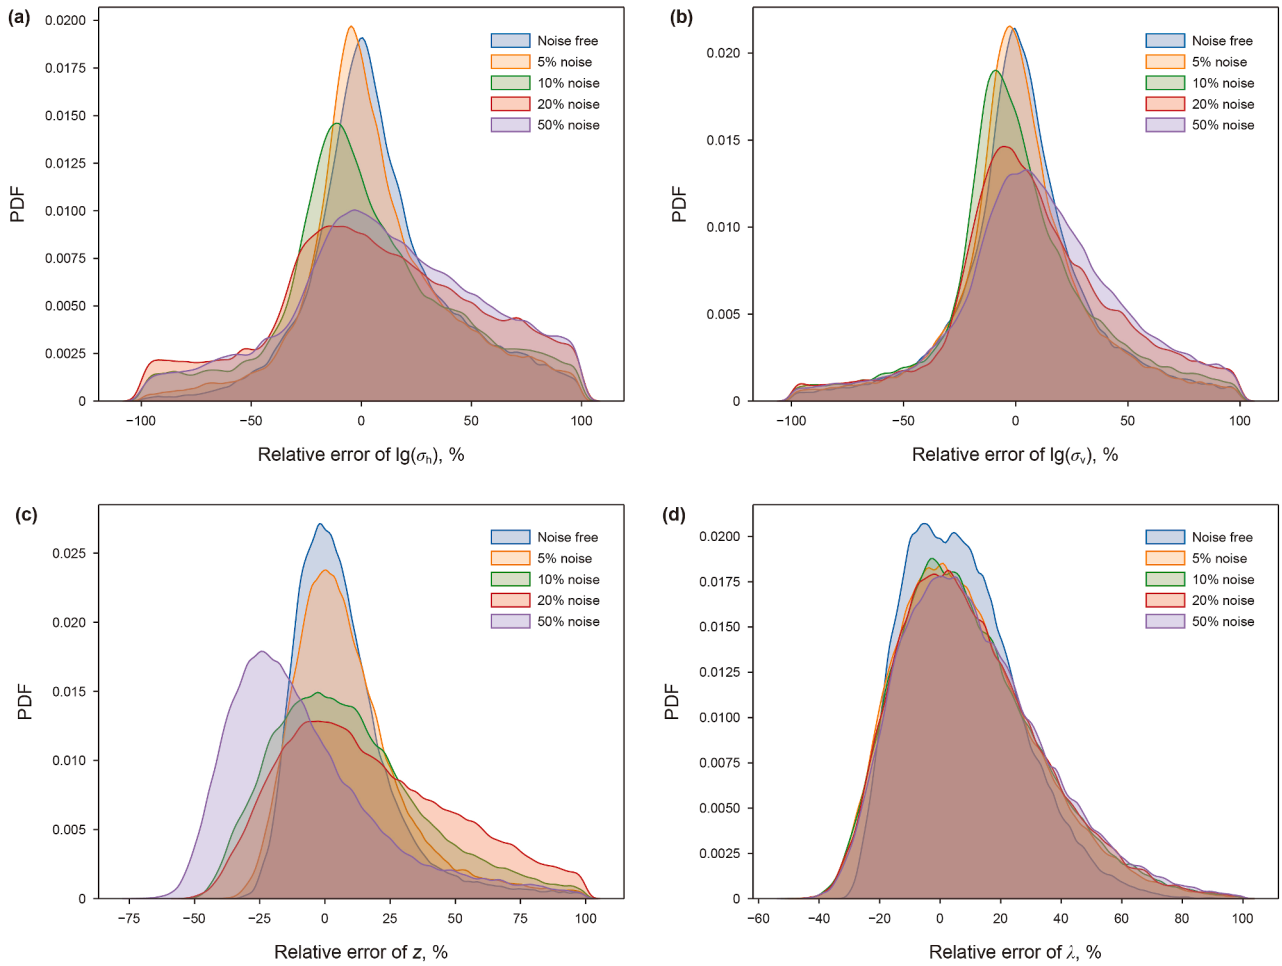 (a)
0.0200
0.0175
0.0150
0.0125
0.0100
0.0075
0.0050
0.0025
0
PDF
Noise free
5% noise
10% noise
20% noise
50% noise
−100
−50
0
50
100
Relative error of lg(σh), %
(b)
0.020
0.015
0.010
0.005
0
PDF
Noise free
5% noise
10% noise
20% noise
50% noise
−100
−50
0
50
100
Relative error of lg(σv), %
(c)
0.025
0.020
0.015
0.010
0.005
0
PDF
Noise free
5% noise
10% noise
20% noise
50% noise
−75
−50
−25
0
25
50
75
100
Relative error of z, %
(d)
0.0200
0.0175
0.0150
0.0125
0.0100
0.0075
0.0050
0.0025
0
PDF
Noise free
5% noise
10% noise
20% noise
50% noise
−60
−40
−20
0
20
40
60
80
100
Relative error of λ, %